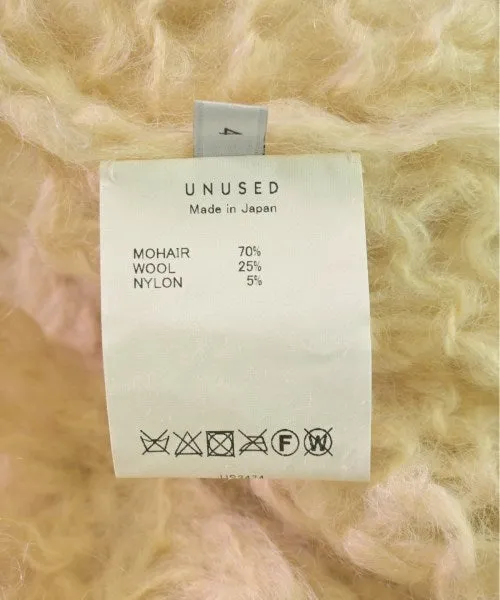 4
UNUSED
Made in Japan
MOHAIR 70%
WOOL 25%
NYLON 5%
F W